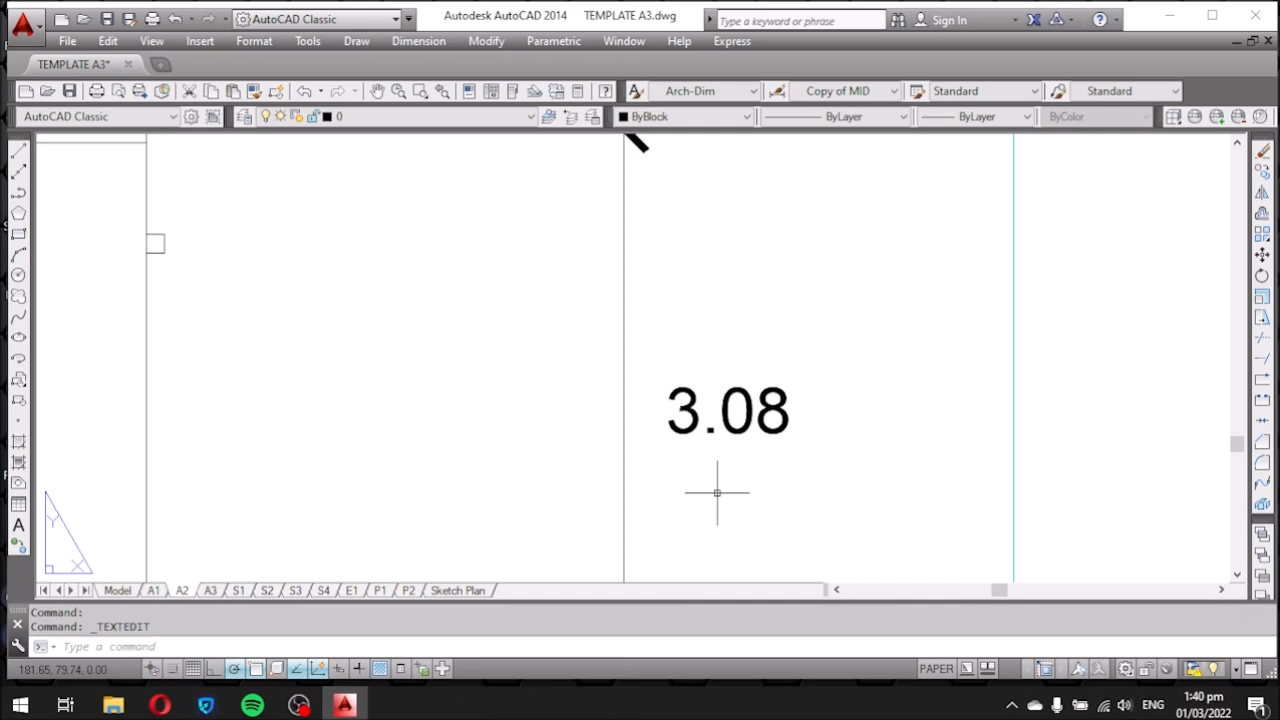 AutoCAD Classic
Autodesk AutoCAD 2014 TEMPLATE A3.dwg
Type a keyword or phrase
Sign In
File Edit View Insert Format Tools Draw Dimension Modify Parametric Window Help Express
TEMPLATE A3*
Arch-Dim Copy of MID Standard Standard
AutoCAD Classic 0 ByBlock ByLayer ByLayer ByColor
3.08
Y
X
A
Model A1 A2 A3 S1 S2 S3 S4 E1 P1 P2 Sketch Plan
Command:
Command: _TEXTEDIT
Type a command
181.65, 79.74, 0.00 PAPER
1:40 pm
ENG
01/03/2022
1